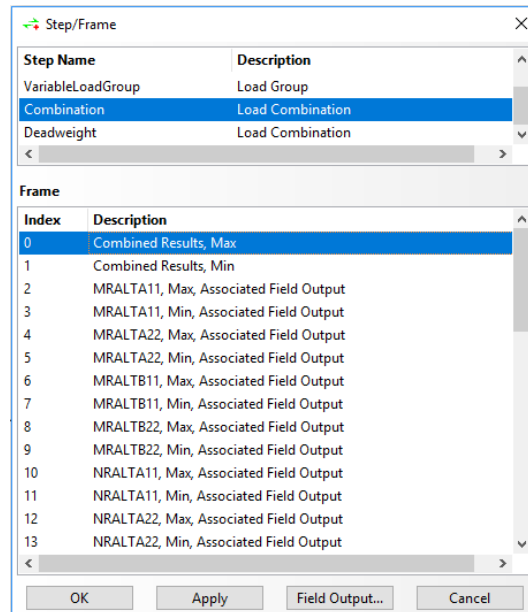 Step/Frame
Step Name Description
VariableLoadGroup Load Group
Combination Load Combination
Deadweight Load Combination
Frame
Index Description
0 Combined Results, Max
1 Combined Results, Min
2 MRALTA11, Max, Associated Field Output
3 MRALTA11, Min, Associated Field Output
4 MRALTA22, Max, Associated Field Output
5 MRALTA22, Min, Associated Field Output
6 MRALTB11, Max, Associated Field Output
7 MRALTB11, Min, Associated Field Output
8 MRALTB22, Max, Associated Field Output
9 MRALTB22, Min, Associated Field Output
10 NRALTA11, Max, Associated Field Output
11 NRALTA11, Min, Associated Field Output
12 NRALTA22, Max, Associated Field Output
13 NRALTA22, Min, Associated Field Output
OK Apply Field Output... Cancel